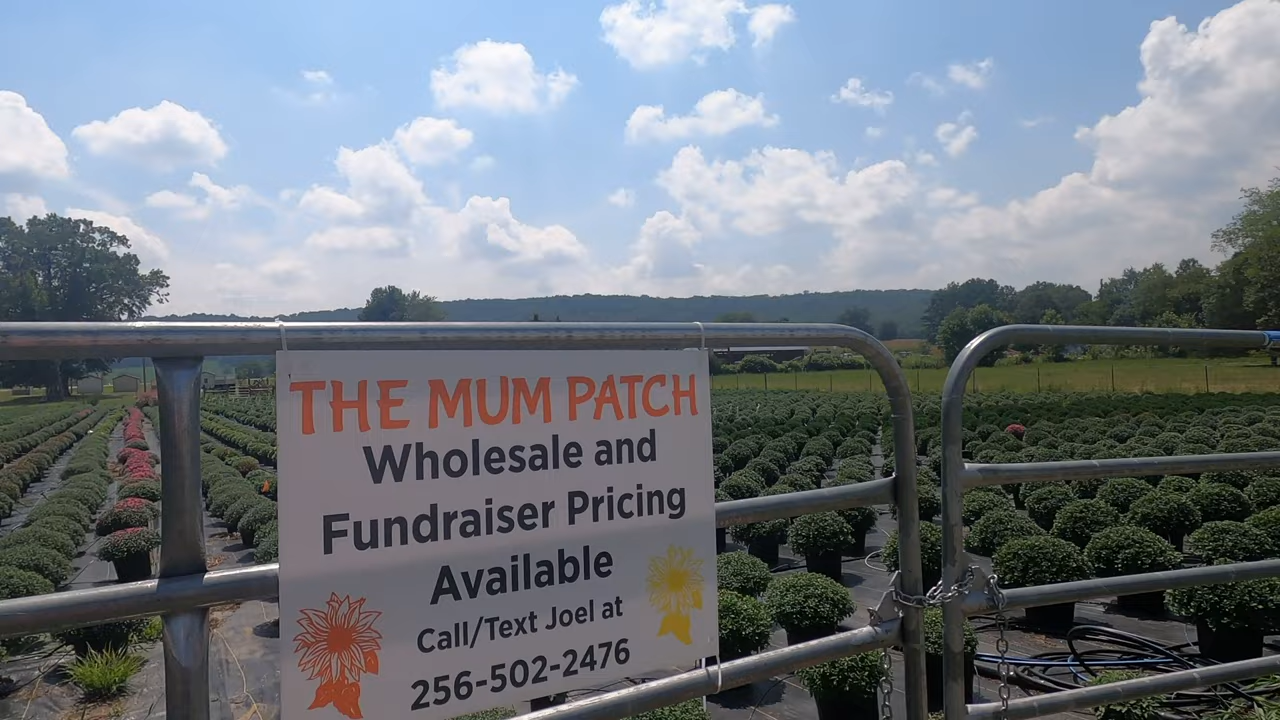 THE MUM PATCH
Wholesale and
Fundraiser Pricing
Available
Call/Text Joel at
256-502-2476